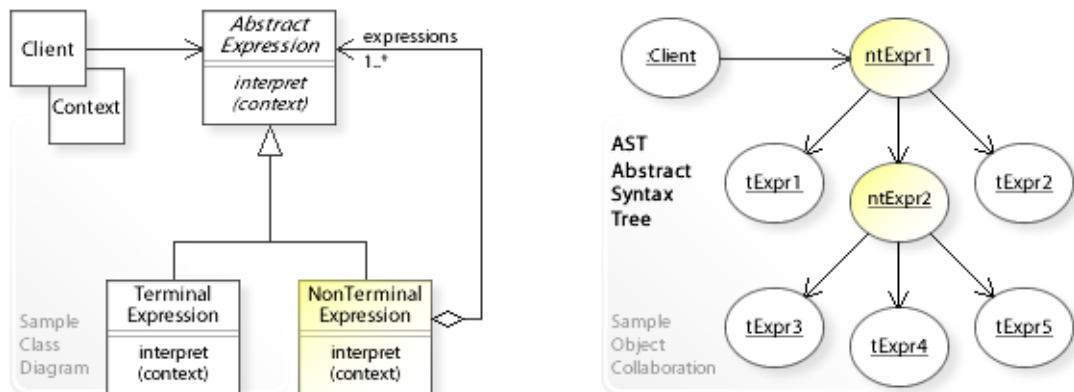 Client
Context
Abstract
Expression
interpret
(context)
expressions
1..*
Terminal
Expression
interpret
(context)
NonTerminal
Expression
interpret
(context)
Sample
Class
Diagram
:Client
ntExpr1
AST
Abstract
Syntax
Tree
tExpr1
ntExpr2
tExpr2
tExpr3
tExpr4
tExpr5
Sample
Object
Collaboration